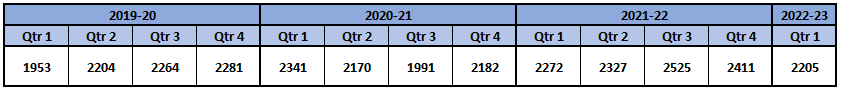 2019-20 2020-21 2021-22 2022-23
Qtr 1 Qtr 2 Qtr 3 Qtr 4 Qtr 1 Qtr 2 Qtr 3 Qtr 4 Qtr 1 Qtr 2 Qtr 3 Qtr 4 Qtr 1
1953 2204 2264 2281 2341 2170 1991 2182 2272 2327 2525 2411 2205